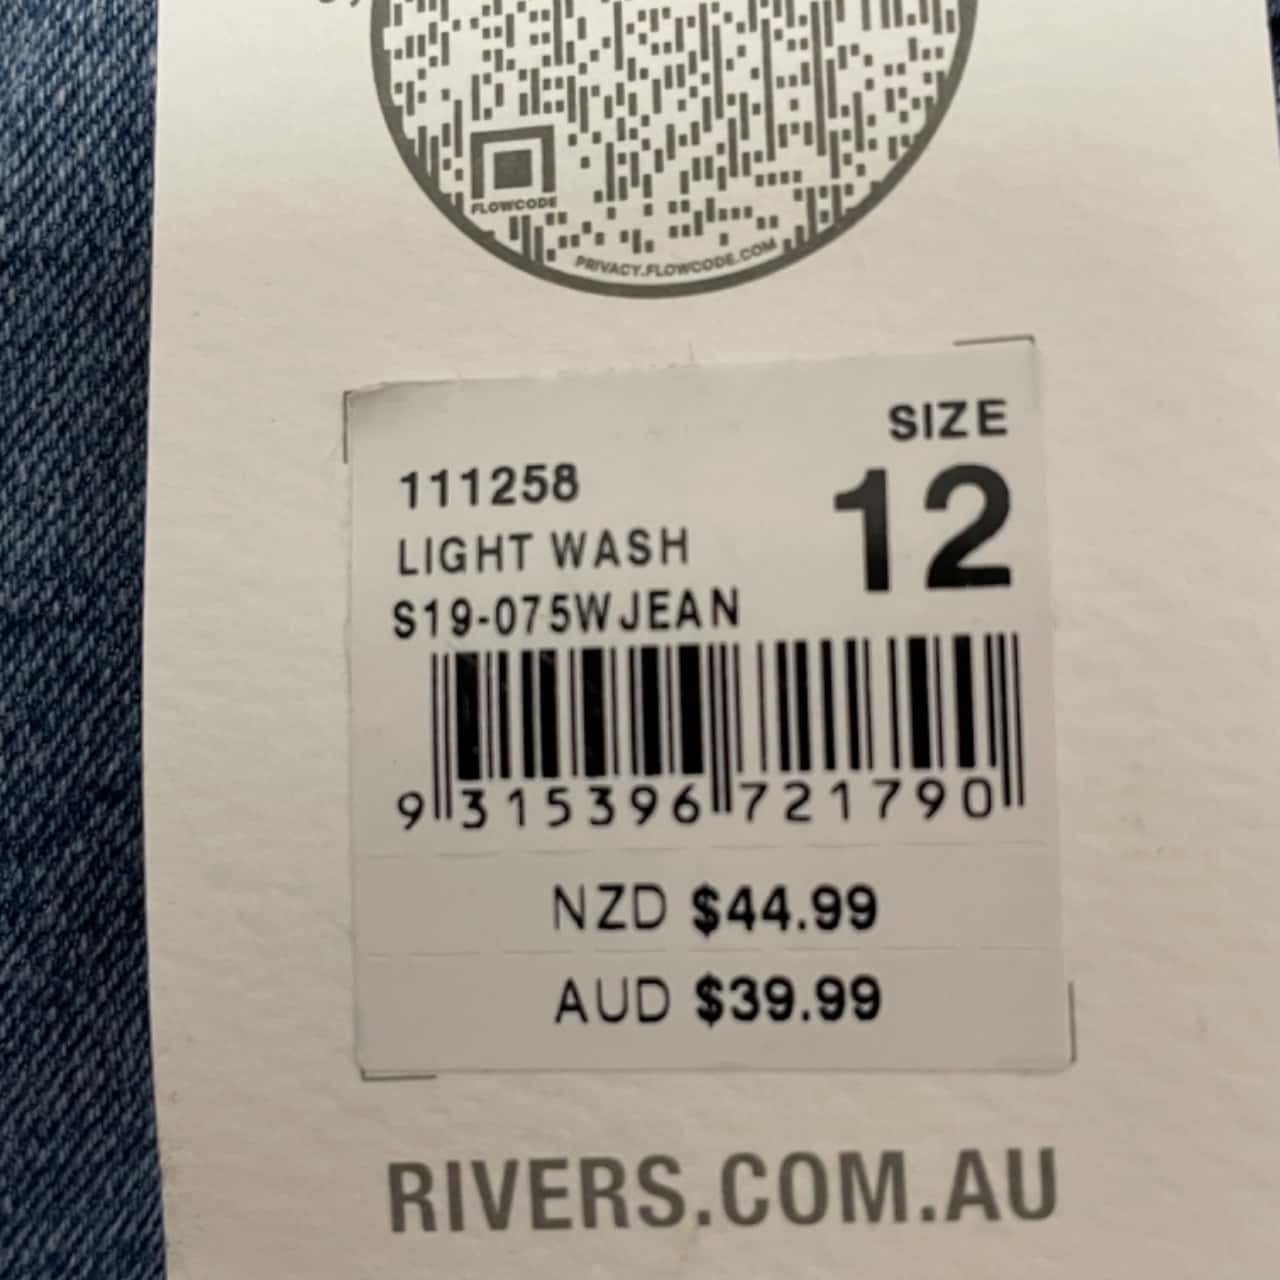 FLOWCODE
PRIVACY.FLOWCODE.COM
SIZE
12
111258
LIGHT WASH
S19-075WJEAN
9 315396 721790
NZD $44.99
AUD $39.99
RIVERS.COM.AU